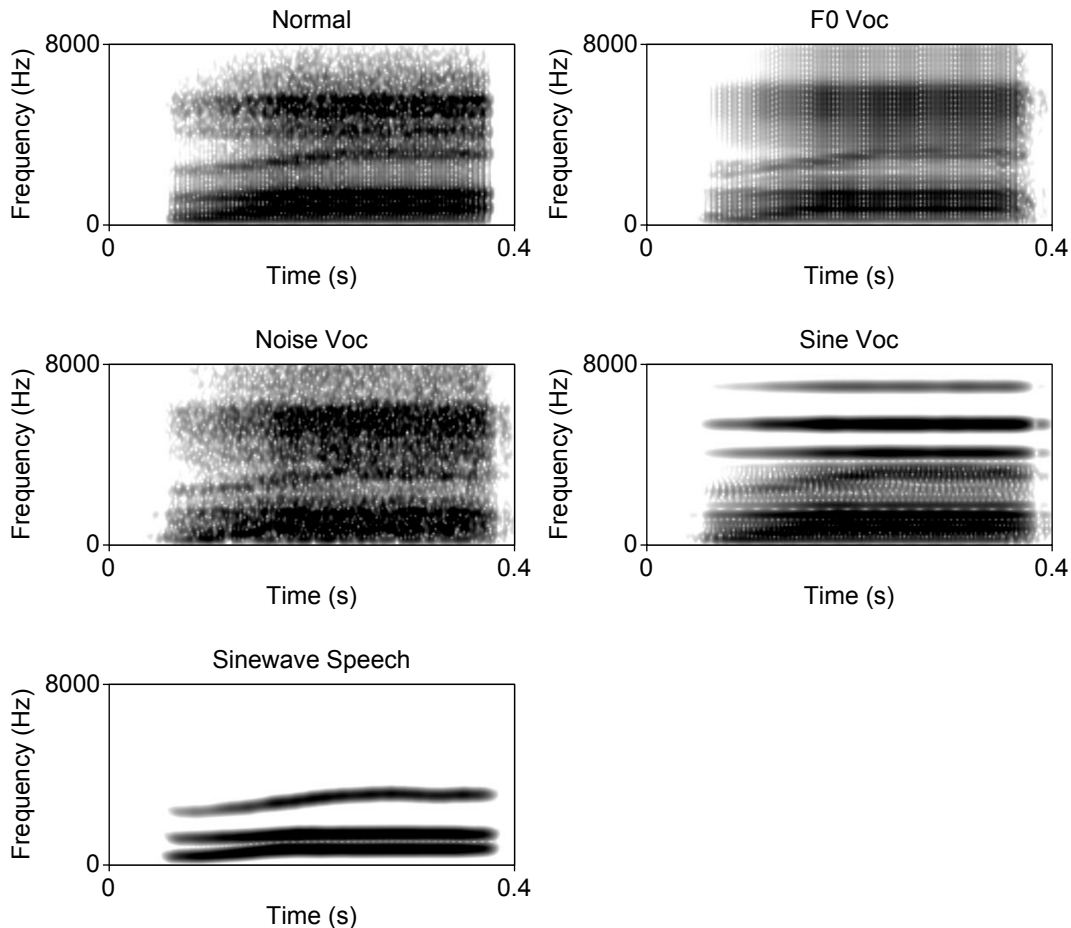 Normal
8000
Frequency (Hz)
0
0
0.4
Time (s)
F0 Voc
8000
Frequency (Hz)
0
0
0.4
Time (s)
Noise Voc
8000
Frequency (Hz)
0
0
0.4
Time (s)
Sine Voc
8000
Frequency (Hz)
0
0
0.4
Time (s)
Sinewave Speech
8000
Frequency (Hz)
0
0
0.4
Time (s)